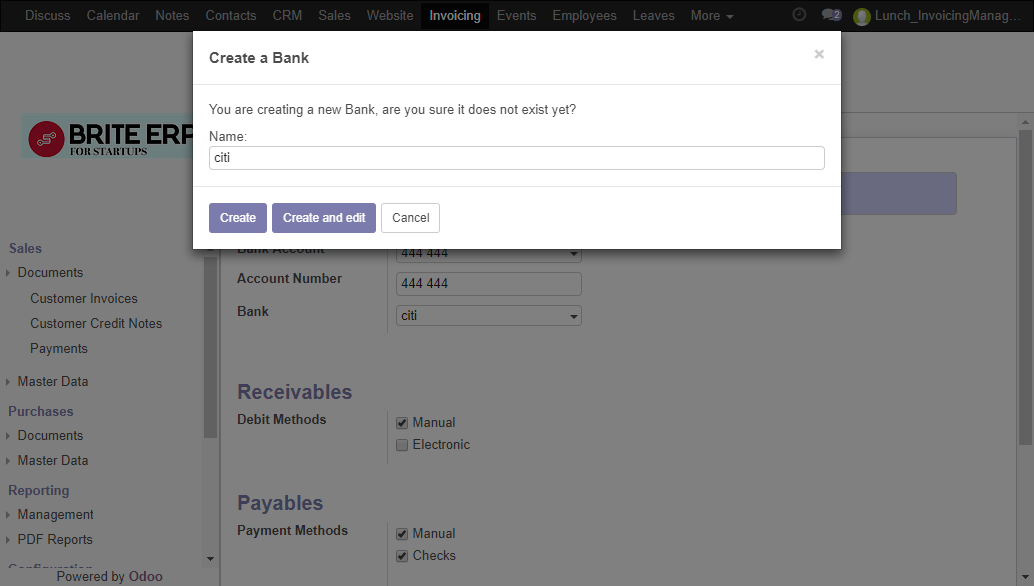 Discuss Calendar Notes Contacts CRM Sales Website Invoicing Events Employees Leaves More 2 Lunch_InvoicingManag...
Create a Bank ×
You are creating a new Bank, are you sure it does not exist yet?
Name:
citi
Create Create and edit Cancel
BRITE ERP
FOR STARTUPS
Sales
Documents
Customer Invoices
Customer Credit Notes
Payments
Master Data
Purchases
Documents
Master Data
Reporting
Management
PDF Reports
Configuration
Powered by Odoo
Bank Account 444 444
Account Number 444 444
Bank citi
Receivables
Debit Methods Manual
Electronic
Payables
Payment Methods Manual
Checks